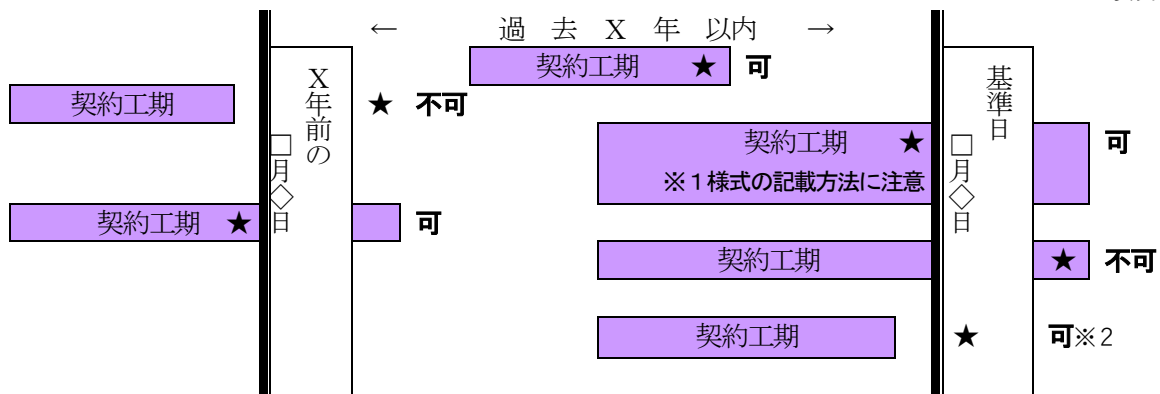 ← 過 去 X 年 以内 →
契約工期 ★ 可
契約工期
★ 不可
X年前の
□月◇日
契約工期 ★
可
基準日
□月◇日
契約工期 ★
※1様式の記載方法に注意
可
契約工期
★ 不可
契約工期
★ 可※2